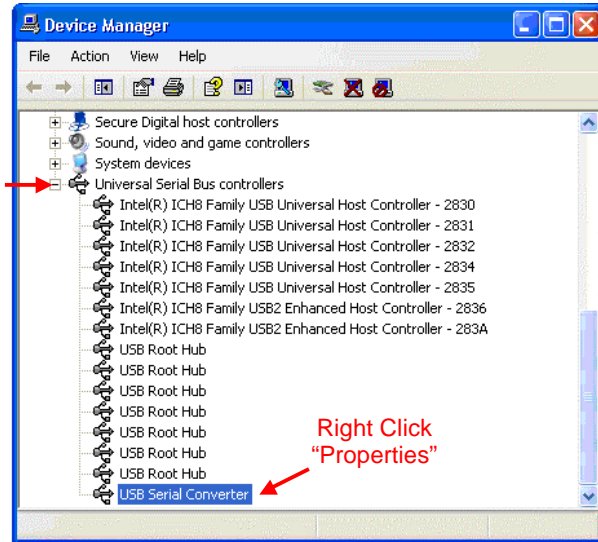 Device Manager
File Action View Help
Secure Digital host controllers
Sound, video and game controllers
System devices
Universal Serial Bus controllers
Intel(R) ICH8 Family USB Universal Host Controller - 2830
Intel(R) ICH8 Family USB Universal Host Controller - 2831
Intel(R) ICH8 Family USB Universal Host Controller - 2832
Intel(R) ICH8 Family USB Universal Host Controller - 2834
Intel(R) ICH8 Family USB Universal Host Controller - 2835
Intel(R) ICH8 Family USB2 Enhanced Host Controller - 2836
Intel(R) ICH8 Family USB2 Enhanced Host Controller - 283A
USB Root Hub
USB Root Hub
USB Root Hub
USB Root Hub
USB Root Hub
USB Root Hub
USB Root Hub
USB Serial Converter
Right Click
“Properties”